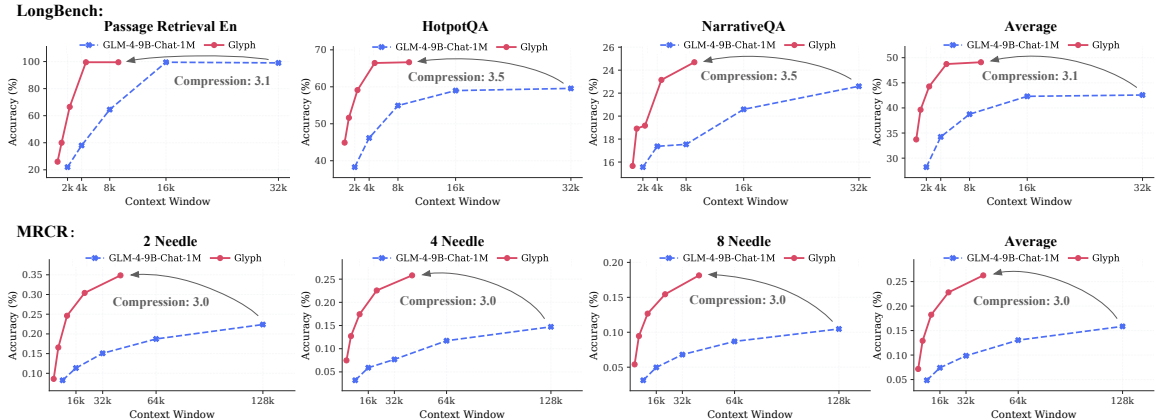 LongBench:
Passage Retrieval En
GLM-4-9B-Chat-1M Glyph
Accuracy (%)
100
80
60
40
20
Compression: 3.1
2k 4k 8k 16k 32k
Context Window
HotpotQA
GLM-4-9B-Chat-1M Glyph
Accuracy (%)
70
60
50
40
Compression: 3.5
2k 4k 8k 16k 32k
Context Window
NarrativeQA
GLM-4-9B-Chat-1M Glyph
Accuracy (%)
26
24
22
20
18
16
Compression: 3.5
2k 4k 8k 16k 32k
Context Window
Average
GLM-4-9B-Chat-1M Glyph
Accuracy (%)
50
45
40
35
30
Compression: 3.1
2k 4k 8k 16k 32k
Context Window
MRCR:
2 Needle
GLM-4-9B-Chat-1M Glyph
Accuracy (%)
0.35
0.30
0.25
0.20
0.15
0.10
Compression: 3.0
16k 32k 64k 128k
Context Window
4 Needle
GLM-4-9B-Chat-1M Glyph
Accuracy (%)
0.25
0.20
0.15
0.10
0.05
Compression: 3.0
16k 32k 64k 128k
Context Window
8 Needle
GLM-4-9B-Chat-1M Glyph
Accuracy (%)
0.20
0.15
0.10
0.05
Compression: 3.0
16k 32k 64k 128k
Context Window
Average
GLM-4-9B-Chat-1M Glyph
Accuracy (%)
0.25
0.20
0.15
0.10
0.05
Compression: 3.0
16k 32k 64k 128k
Context Window